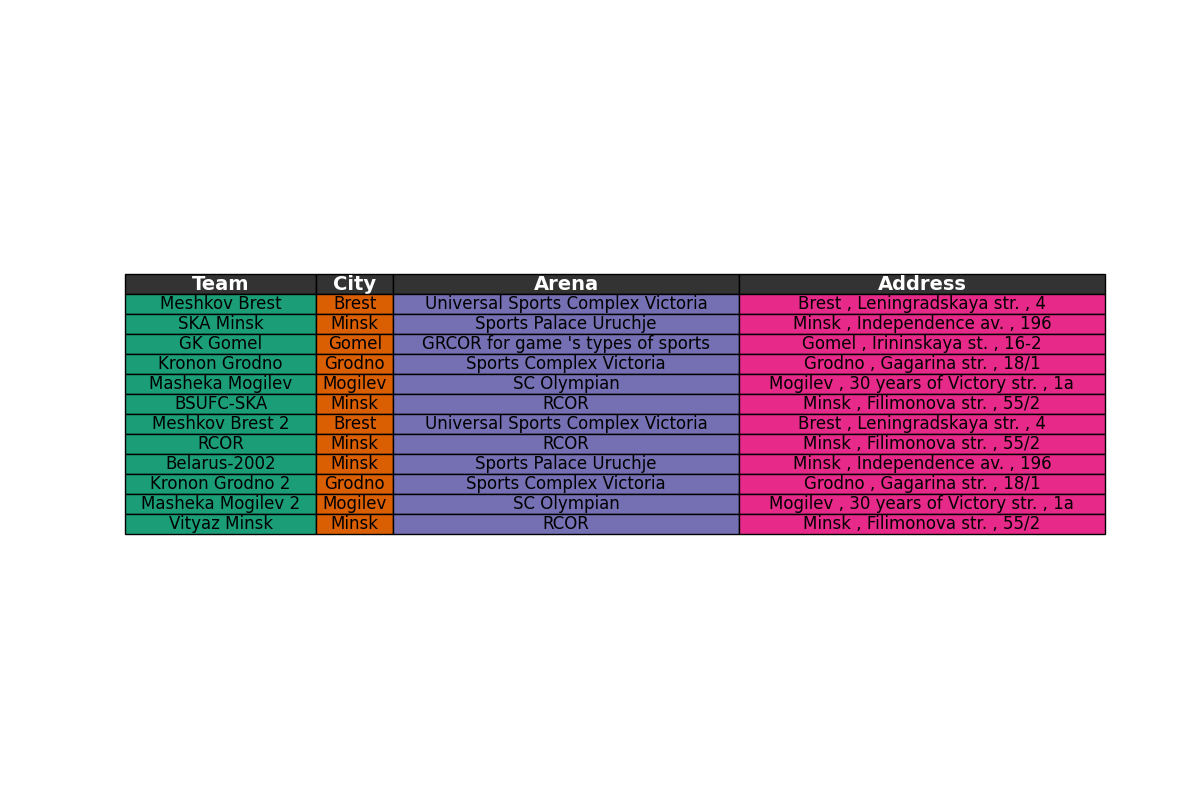 Team City Arena Address
Meshkov Brest Brest Universal Sports Complex Victoria Brest , Leningradskaya str. , 4
SKA Minsk Minsk Sports Palace Uruchje Minsk , Independence av. , 196
GK Gomel Gomel GRCOR for game 's types of sports Gomel , Irininskaya st. , 16-2
Kronon Grodno Grodno Sports Complex Victoria Grodno , Gagarina str. , 18/1
Masheka Mogilev Mogilev SC Olympian Mogilev , 30 years of Victory str. , 1a
BSUFC-SKA Minsk RCOR Minsk , Filimonova str. , 55/2
Meshkov Brest 2 Brest Universal Sports Complex Victoria Brest , Leningradskaya str. , 4
RCOR Minsk RCOR Minsk , Filimonova str. , 55/2
Belarus-2002 Minsk Sports Palace Uruchje Minsk , Independence av. , 196
Kronon Grodno 2 Grodno Sports Complex Victoria Grodno , Gagarina str. , 18/1
Masheka Mogilev 2 Mogilev SC Olympian Mogilev , 30 years of Victory str. , 1a
Vityaz Minsk Minsk RCOR Minsk , Filimonova str. , 55/2